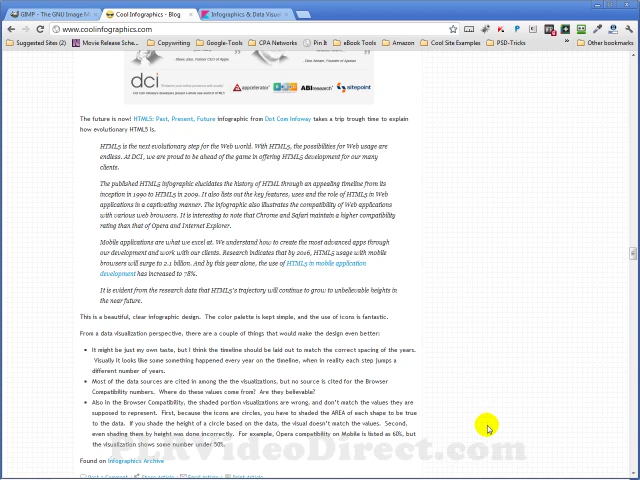 GIMP - The GNU Image M
Cool Infographics - Blog
Infographics & Data Visual
www.coolinfographics.com
Suggested Sites (2)
Movie Release Sche...
Copywriting
Google-Tools
CPA Networks
Pin It
eBook Tools
Amazon
Cool Site Examples
PSD-Tricks
Other bookmarks
dci
appcelerator
ABIresearch
sitepoint
The future is now! HTML5: Past, Present, Future infographic from Dot Com Infoway takes a trip trough time to explain
how evolutionary HTML5 is.
HTML5 is the next evolutionary step for the Web world. With HTML5, the possibilities for Web usage are
endless. At DCI, we are proud to be ahead of the game in offering HTML5 development for our many
clients.
The published HTML5 infographic elucidates the history of HTML through an appealing timeline from its
inception in 1990 to HTML5 in 2009. It also lists out the key features, uses and the role of HTML5 in Web
applications in a captivating manner. The infographic also illustrates the compatibility of Web applications
with various web browsers. It is interesting to note that Chrome and Safari maintain a higher compatibility
rating than that of Opera and Internet Explorer.
Mobile applications are what we excel at. We understand how to create the most advanced apps through
our development and work with our clients. Research indicates that by 2016, HTML5 usage with mobile
browsers will surge to 2.1 billion. And by this year alone, the use of HTML5 in mobile application
development has increased to 78%.
It is evident from the research data that HTML5's trajectory will continue to grow to unbelievable heights in
the near future.
This is a beautiful, clear infographic design. The color palette is kept simple, and the use of icons is fantastic.
From a data visualization perspective, there are a couple of things that would make the design even better:
It might be just my own taste, but I think the timeline should be laid out to match the correct spacing of the years.
Visually it looks like some something happened every year on the timeline, when in reality each step jumps a
different number of years.
Most of the data sources are cited in among the the visualizations, but no source is cited for the Browser
Compatibility numbers. Where do these values come from? Are they believable?
Also in the Browser Compatibility, the shaded portion visualizations are wrong, and don't match the values they are
supposed to represent. First, because the icons are circles, you have to shaded the AREA of each shape to be true
to the data. If you shade the height of a circle based on the data, the visual doesn't match the values. Second,
even shading them by height was done incorrectly. For example, Opera compatibility on Mobile is listed as 60%, but
the visualization shows some number under 50%.
PLRVideoDirect.com
Found on Infographics Archive
Post a Comment
Share Article
Email Article
Print Article